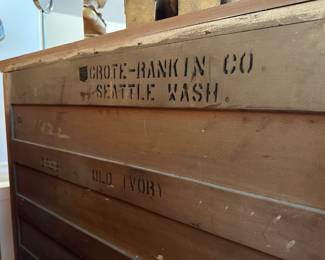 GROTE-RANKIN CO
SEATTLE WASH.
OLD IVORY